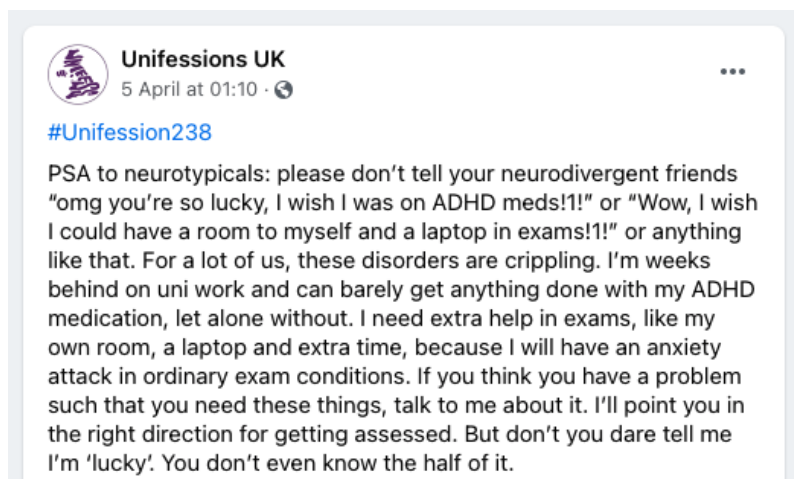 Unifessions UK
5 April at 01:10 ·
#Unifession238
PSA to neurotypicals: please don’t tell your neurodivergent friends
“omg you’re so lucky, I wish I was on ADHD meds!1!” or “Wow, I wish
I could have a room to myself and a laptop in exams!1!” or anything
like that. For a lot of us, these disorders are crippling. I’m weeks
behind on uni work and can barely get anything done with my ADHD
medication, let alone without. I need extra help in exams, like my
own room, a laptop and extra time, because I will have an anxiety
attack in ordinary exam conditions. If you think you have a problem
such that you need these things, talk to me about it. I’ll point you in
the right direction for getting assessed. But don’t you dare tell me
I’m ‘lucky’. You don’t even know the half of it.